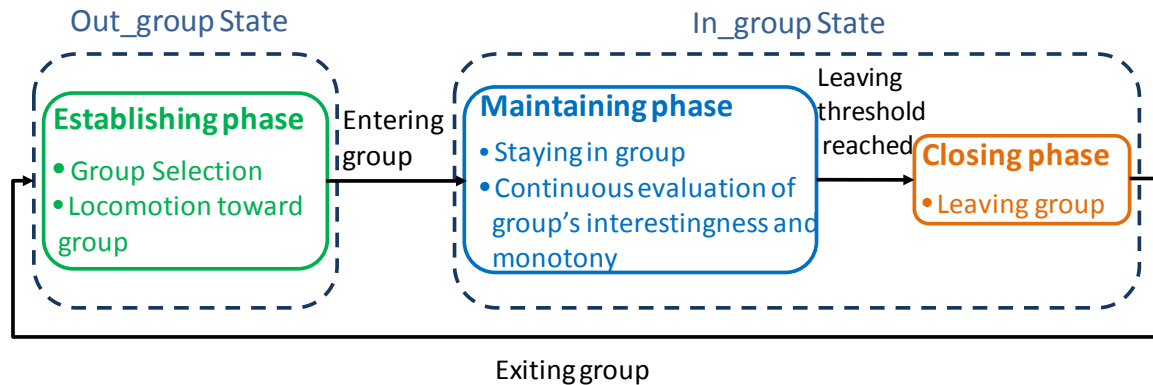 Out_group State
In_group State
Establishing phase
• Group Selection
• Locomotion toward
group
Entering
group
Maintaining phase
• Staying in group
• Continuous evaluation of
group's interestingness and
monotony
Leaving
threshold
reached
Closing phase
• Leaving group
Exiting group